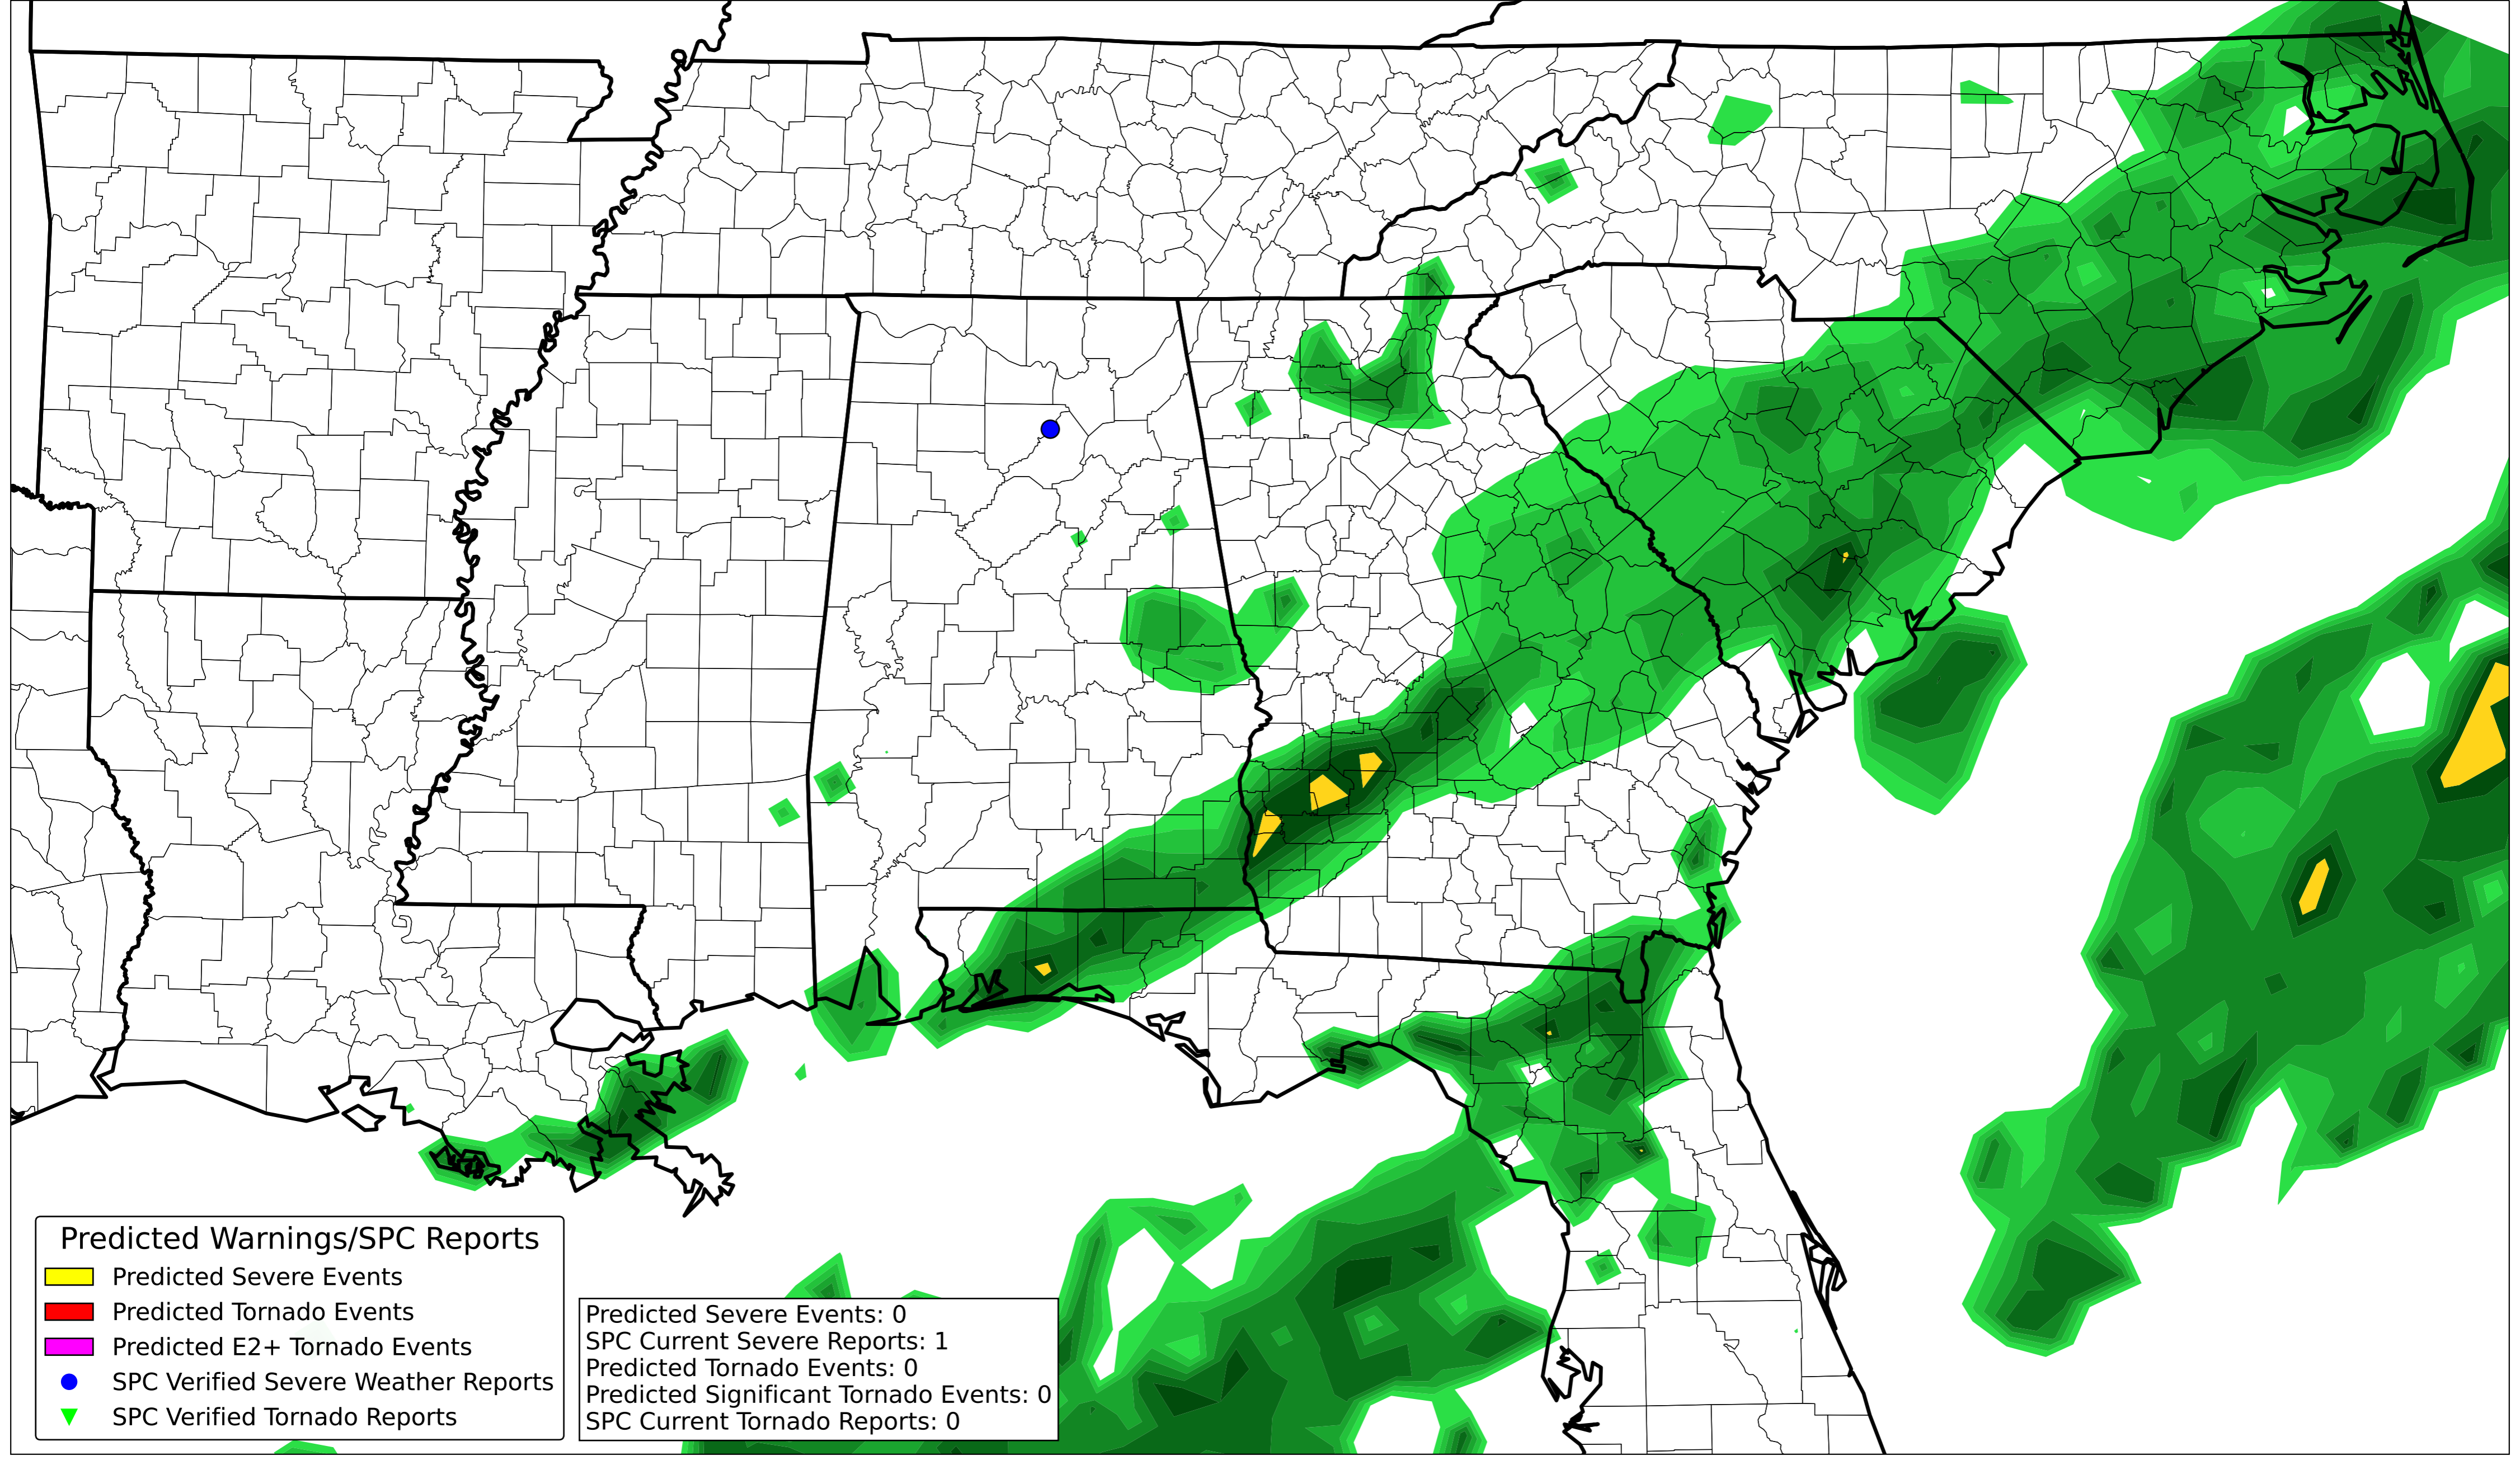 Predicted Warnings/SPC Reports
Predicted Severe Events
Predicted Tornado Events
Predicted E2+ Tornado Events
SPC Verified Severe Weather Reports
SPC Verified Tornado Reports
Predicted Severe Events: 0
SPC Current Severe Reports: 1
Predicted Tornado Events: 0
Predicted Significant Tornado Events: 0
SPC Current Tornado Reports: 0